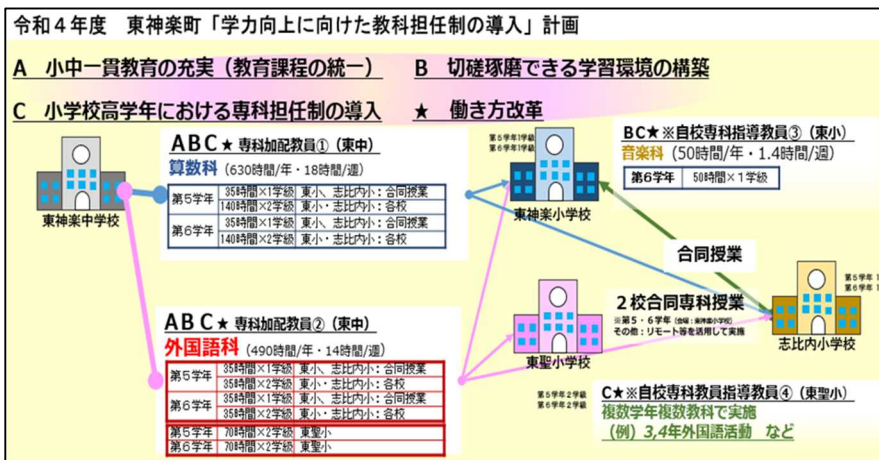 令和４年度　東神楽町「学力向上に向けた教科担任制の導入」計画
A　小中一貫教育の充実（教育課程の統一）　B　切磋琢磨できる学習環境の構築
C　小学校高学年における専科担任制の導入　★　働き方改革
ABC★ 専科加配教員①（東中）
算数科（630時間/年・18時間/週）
第５学年　35時間×1学級　東小、志比内小：合同授業
140時間×2学級　東小・志比内小：各校
第６学年　35時間×1学級　東小、志比内小：合同授業
140時間×2学級　東小・志比内小：各校
東神楽中学校
第５学年1学級
第６学年1学級
東神楽小学校
BC★※自校専科指導教員③（東小）
音楽科（50時間/年・1.4時間/週）
第６学年　50時間×１学級
合同授業
第５学年 1
第６学年 1
志比内小学校
２校合同専科授業
※第５・６学年（会場：東神楽小学校）
その他：リモート等を活用して実施
東聖小学校
第５学年２学級
第６学年２学級
ABC★ 専科加配教員②（東中）
外国語科（490時間/年・14時間/週）
第５学年　35時間×1学級　東小、志比内小：合同授業
35時間×2学級　東小・志比内小：各校
第６学年　35時間×1学級　東小、志比内小：合同授業
35時間×2学級　東小・志比内小：各校
第５学年　70時間×2学級　東聖小
第６学年　70時間×2学級　東聖小
C★※自校専科教員指導教員④（東聖小）
複数学年複数教科で実施
（例）3,4年外国語活動　など